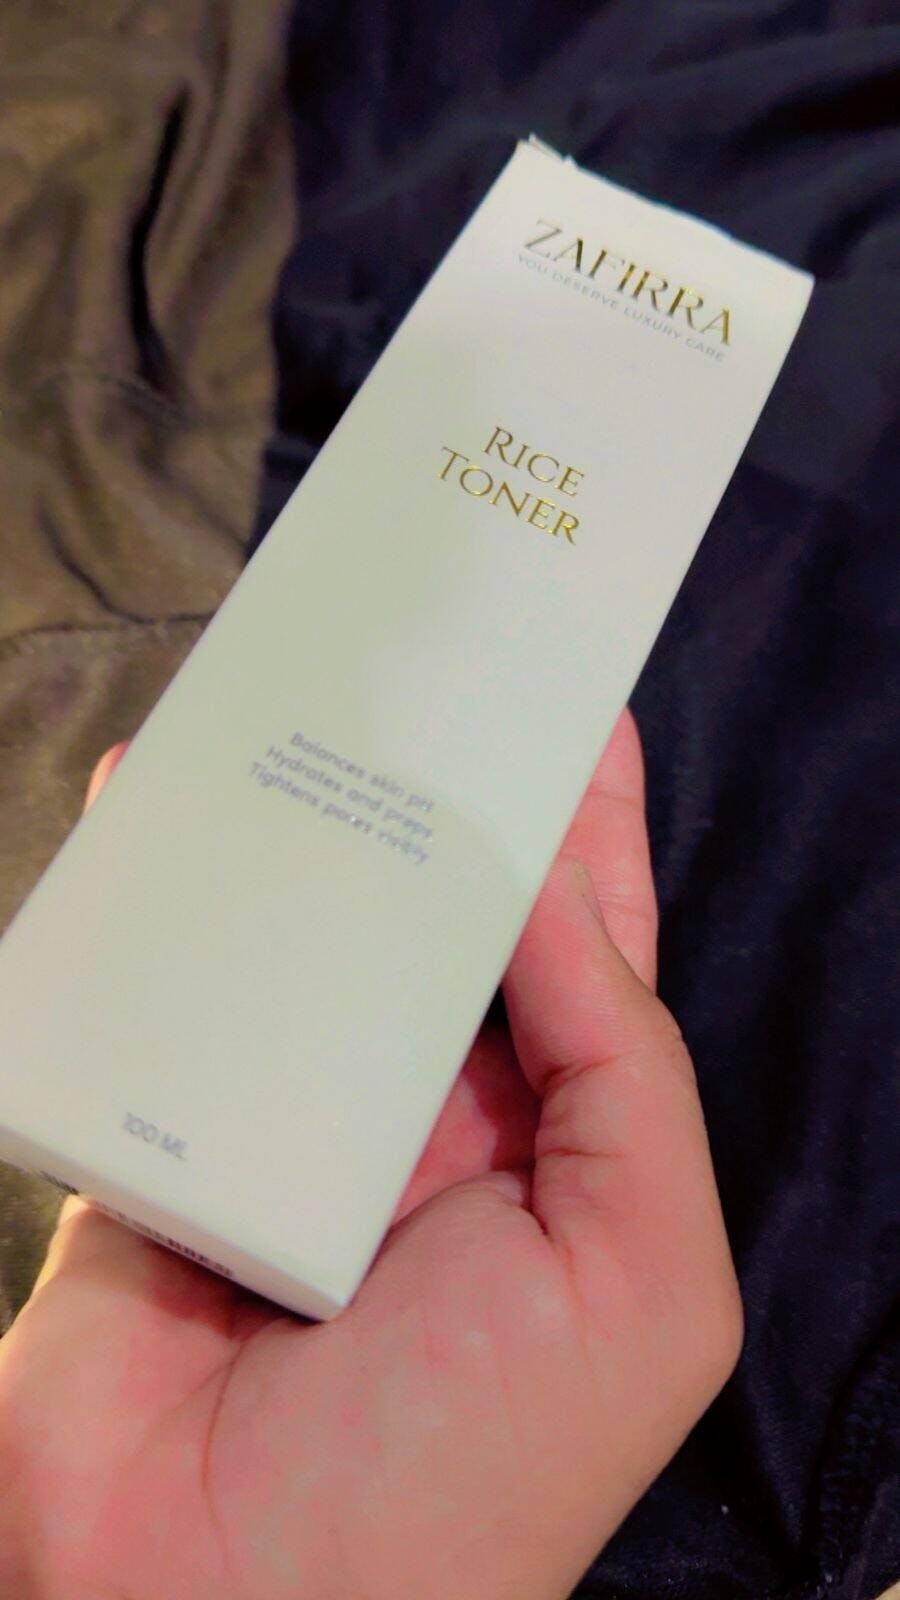 ZAFIRRA
YOU DESERVE LUXURY CARE
RICE
TONER
Balances skin pH
Hydrates and preps
Tightens pores visibly
100 ML